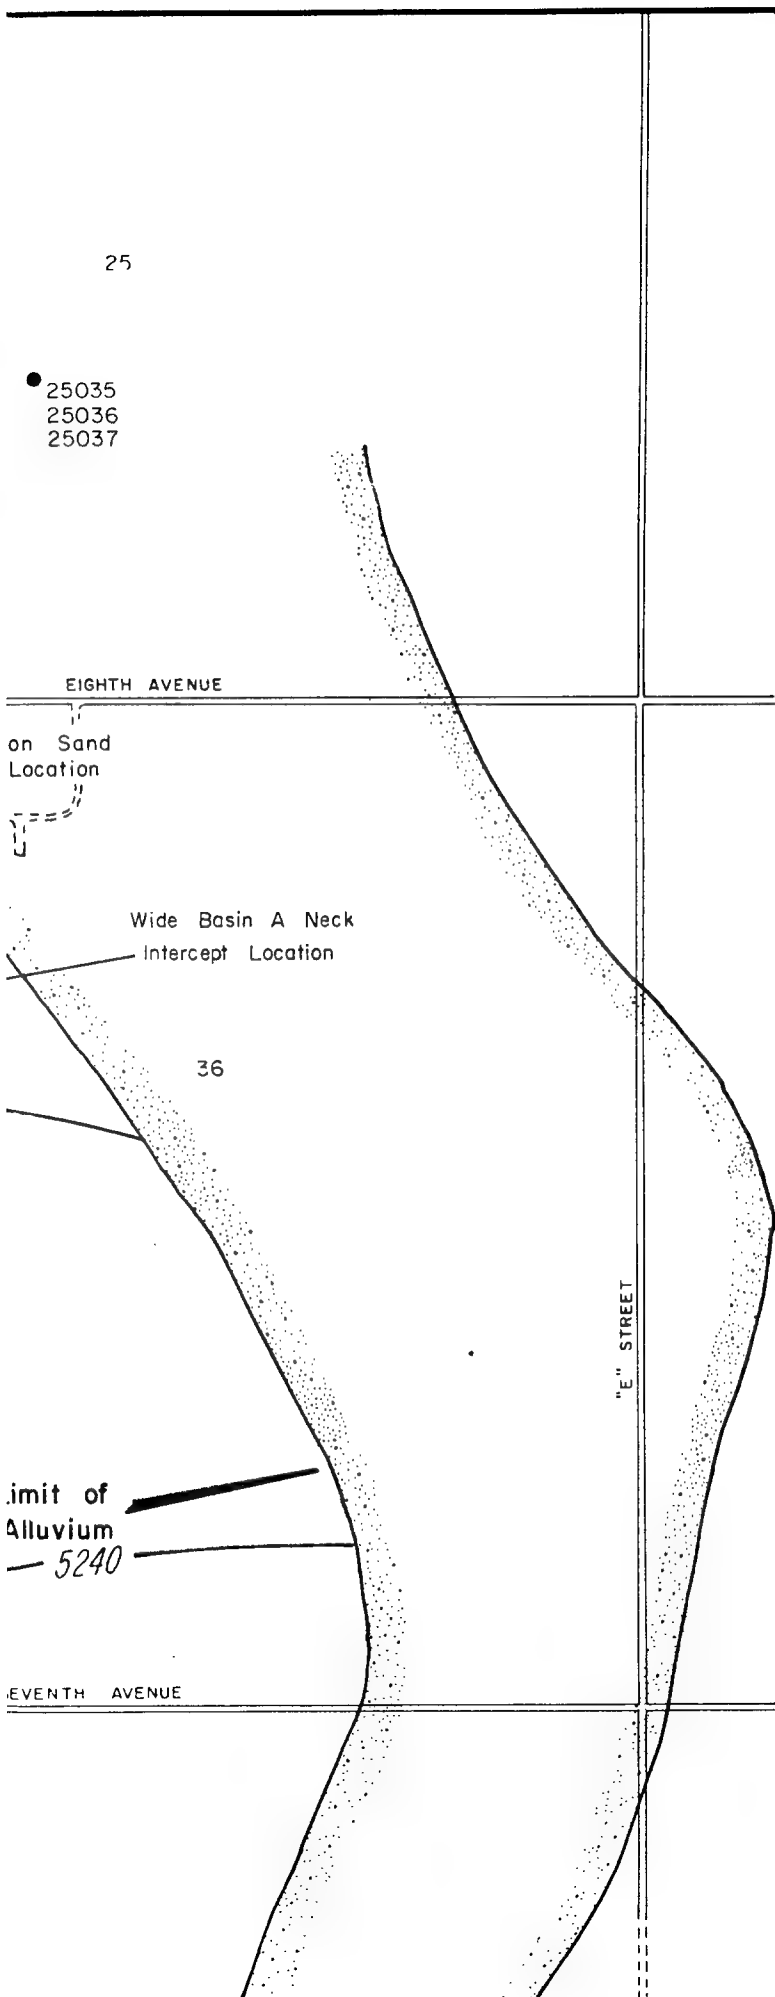 25
25035
25036
25037
EIGHTH AVENUE
on Sand
Location
Wide Basin A Neck
Intercept Location
36
"E" STREET
imit of
Alluvium
5240
EVENTH AVENUE